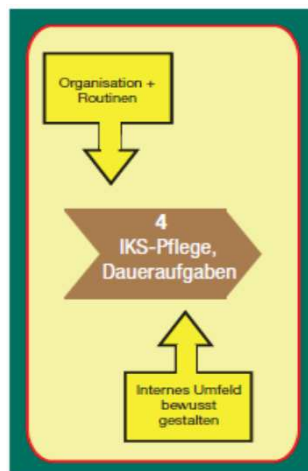 Organisation +
Routinen
4
IKS-Pflege,
Daueraufgaben
Internes Umfeld
bewusst
gestalten